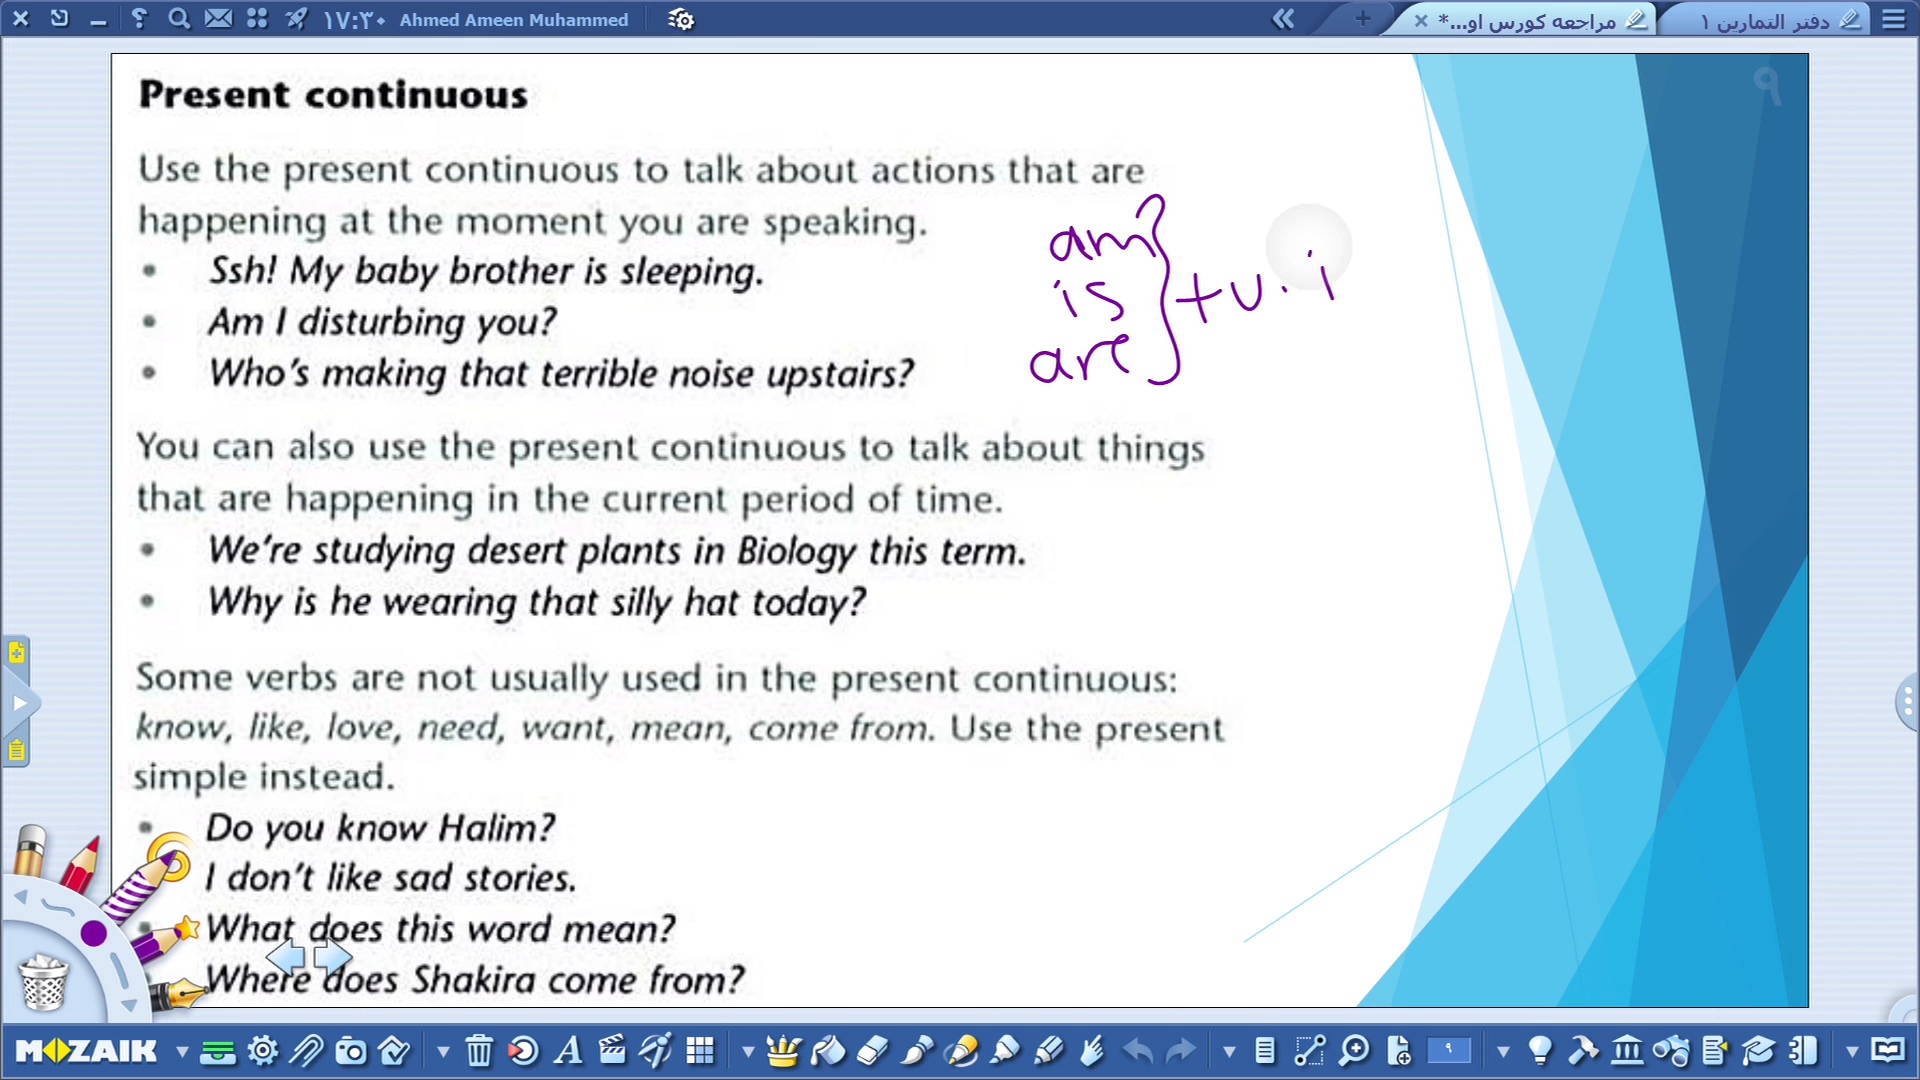 ١٧:٣٠ Ahmed Ameen Muhammed
مراجعه كورس او...*
دفتر التمارين ١
٩
Present continuous
Use the present continuous to talk about actions that are
happening at the moment you are speaking.
• Ssh! My baby brother is sleeping.
• Am I disturbing you?
• Who's making that terrible noise upstairs?
am
is
are
} + v. i
You can also use the present continuous to talk about things
that are happening in the current period of time.
• We're studying desert plants in Biology this term.
• Why is he wearing that silly hat today?
Some verbs are not usually used in the present continuous:
know, like, love, need, want, mean, come from. Use the present
simple instead.
• Do you know Halim?
I don't like sad stories.
What does this word mean?
Where does Shakira come from?
MOZAIK
٩